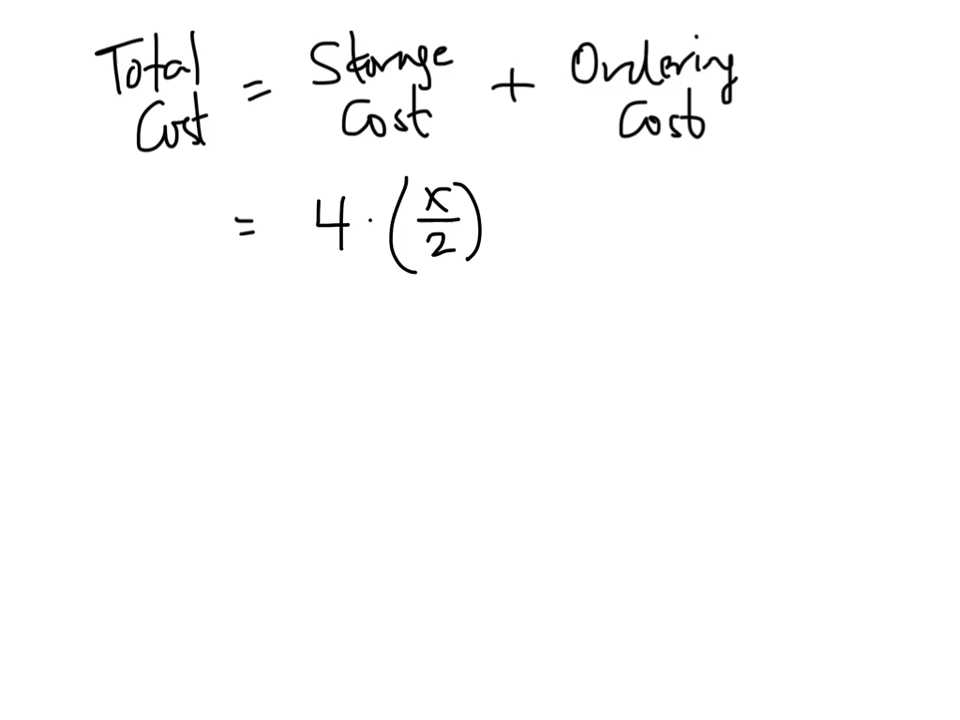 Total Cost = Storage Cost + Ordering Cost
= 4 · (x/2)